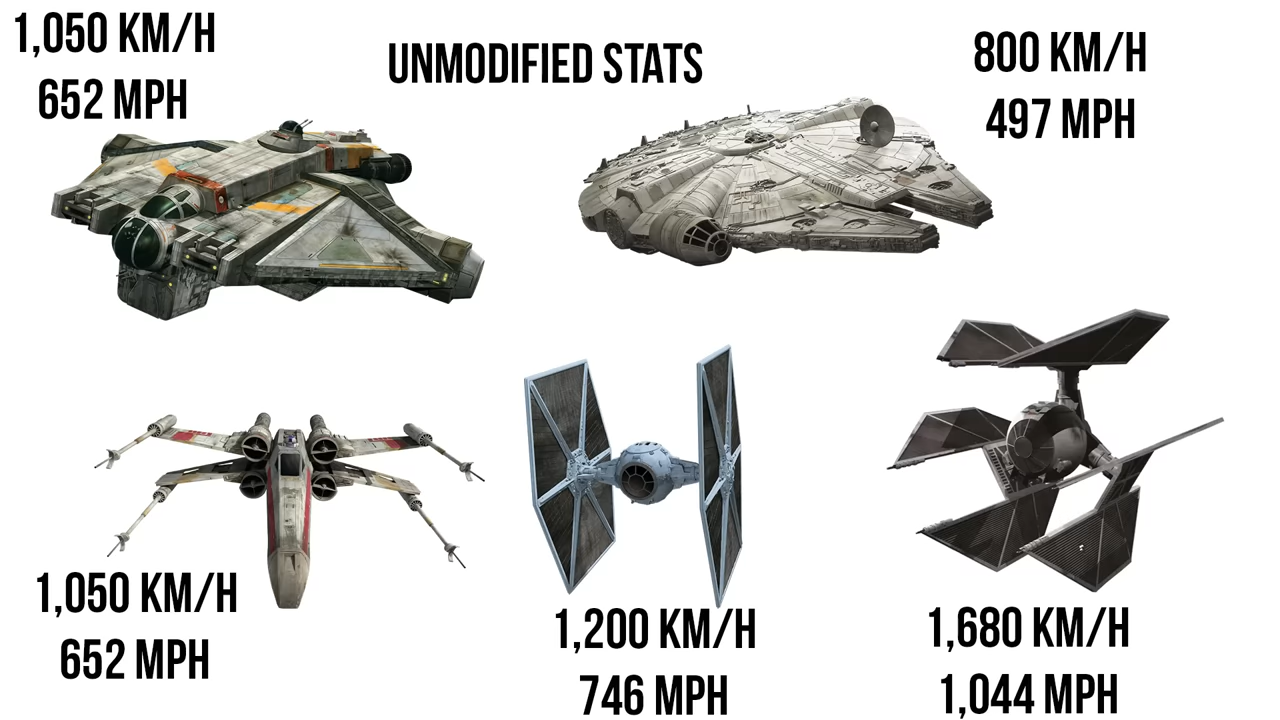 1,050 KM/H
652 MPH
UNMODIFIED STATS
800 KM/H
497 MPH
1,050 KM/H
652 MPH
1,200 KM/H
746 MPH
1,680 KM/H
1,044 MPH